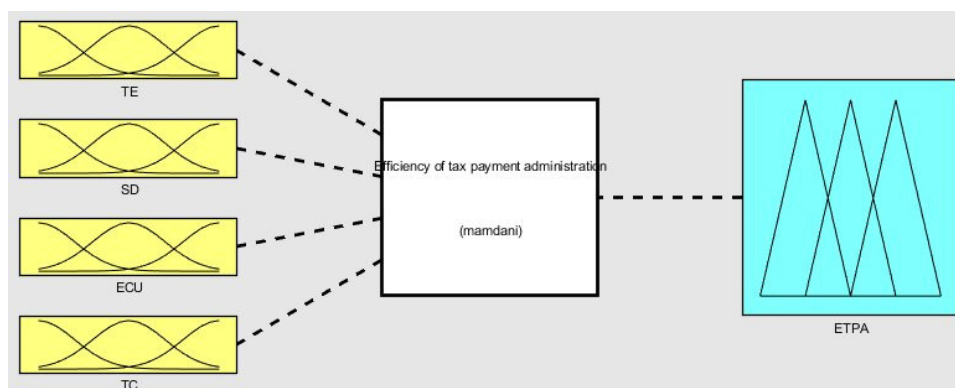 TE
SD
ECU
TC
Efficiency of tax payment administration
(mamdani)
ETPA